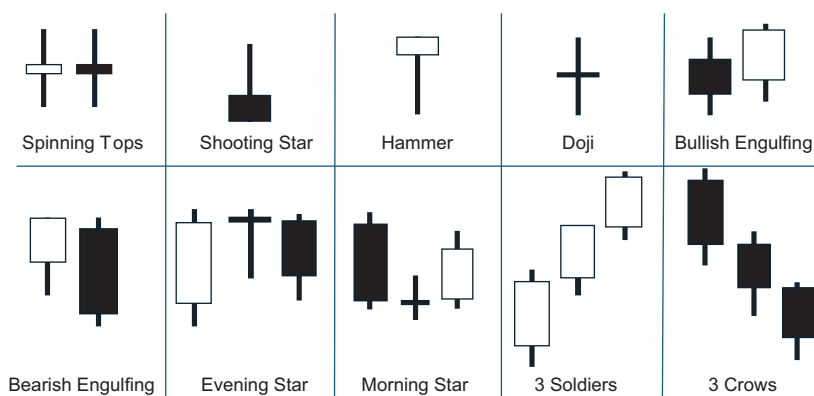 Spinning Tops
Shooting Star
Hammer
Doji
Bullish Engulfing
Bearish Engulfing
Evening Star
Morning Star
3 Soldiers
3 Crows